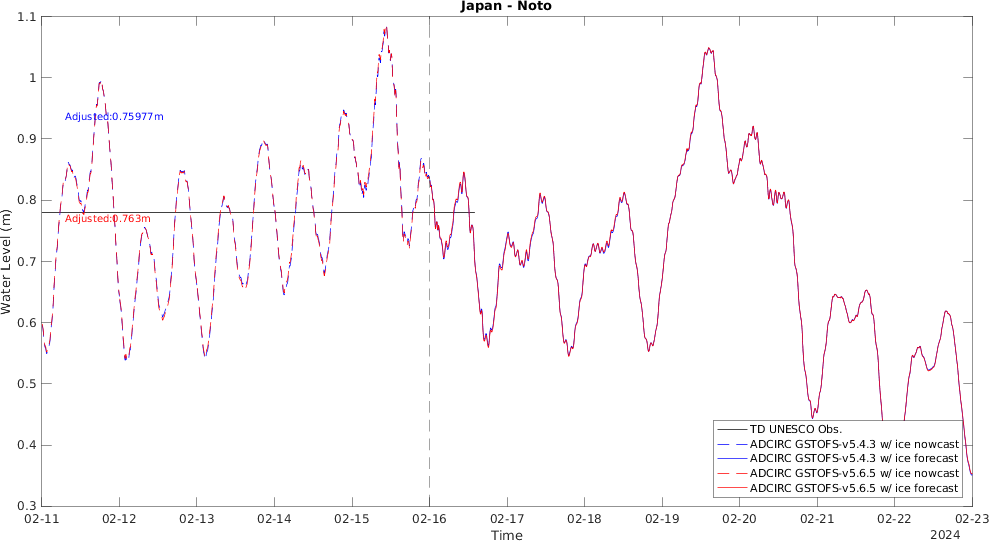 Japan - Noto
Water Level (m)
1.1
1
0.9
0.8
0.7
0.6
0.5
0.4
0.3
Adjusted:0.75977m
Adjusted:0.763m
TD UNESCO Obs.
ADCIRC GSTOFS-v5.4.3 w/ ice nowcast
ADCIRC GSTOFS-v5.4.3 w/ ice forecast
ADCIRC GSTOFS-v5.6.5 w/ ice nowcast
ADCIRC GSTOFS-v5.6.5 w/ ice forecast
02-11 02-12 02-13 02-14 02-15 02-16 02-17 02-18 02-19 02-20 02-21 02-22 02-23
Time
2024